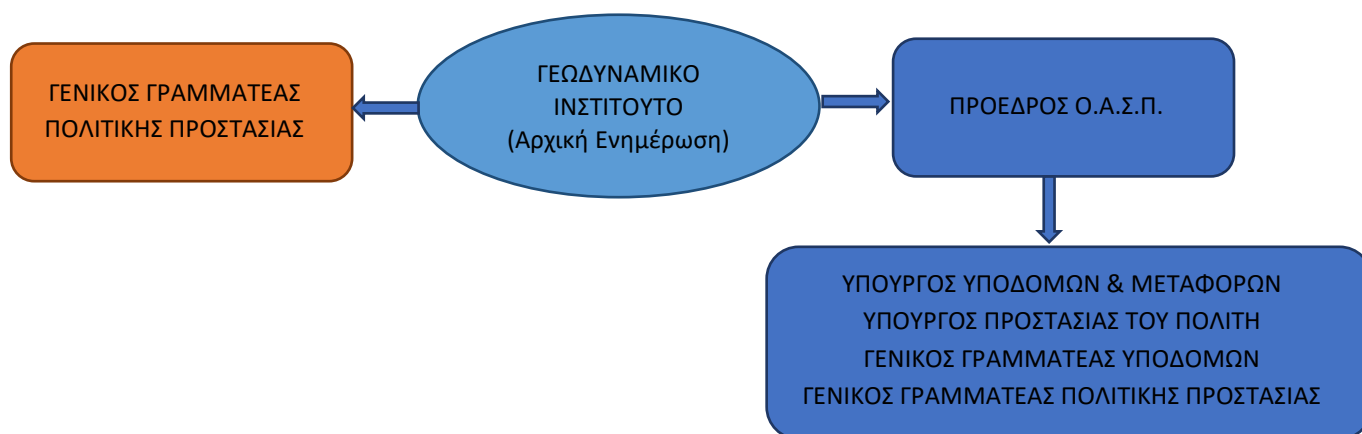 ΓΕΝΙΚΟΣ ΓΡΑΜΜΑΤΕΑΣ
ΠΟΛΙΤΙΚΗΣ ΠΡΟΣΤΑΣΙΑΣ
ΓΕΩΔΥΝΑΜΙΚΟ
ΙΝΣΤΙΤΟΥΤΟ
(Αρχική Ενημέρωση)
ΠΡΟΕΔΡΟΣ Ο.Α.Σ.Π.
ΥΠΟΥΡΓΟΣ ΥΠΟΔΟΜΩΝ & ΜΕΤΑΦΟΡΩΝ
ΥΠΟΥΡΓΟΣ ΠΡΟΣΤΑΣΙΑΣ ΤΟΥ ΠΟΛΙΤΗ
ΓΕΝΙΚΟΣ ΓΡΑΜΜΑΤΕΑΣ ΥΠΟΔΟΜΩΝ
ΓΕΝΙΚΟΣ ΓΡΑΜΜΑΤΕΑΣ ΠΟΛΙΤΙΚΗΣ ΠΡΟΣΤΑΣΙΑΣ